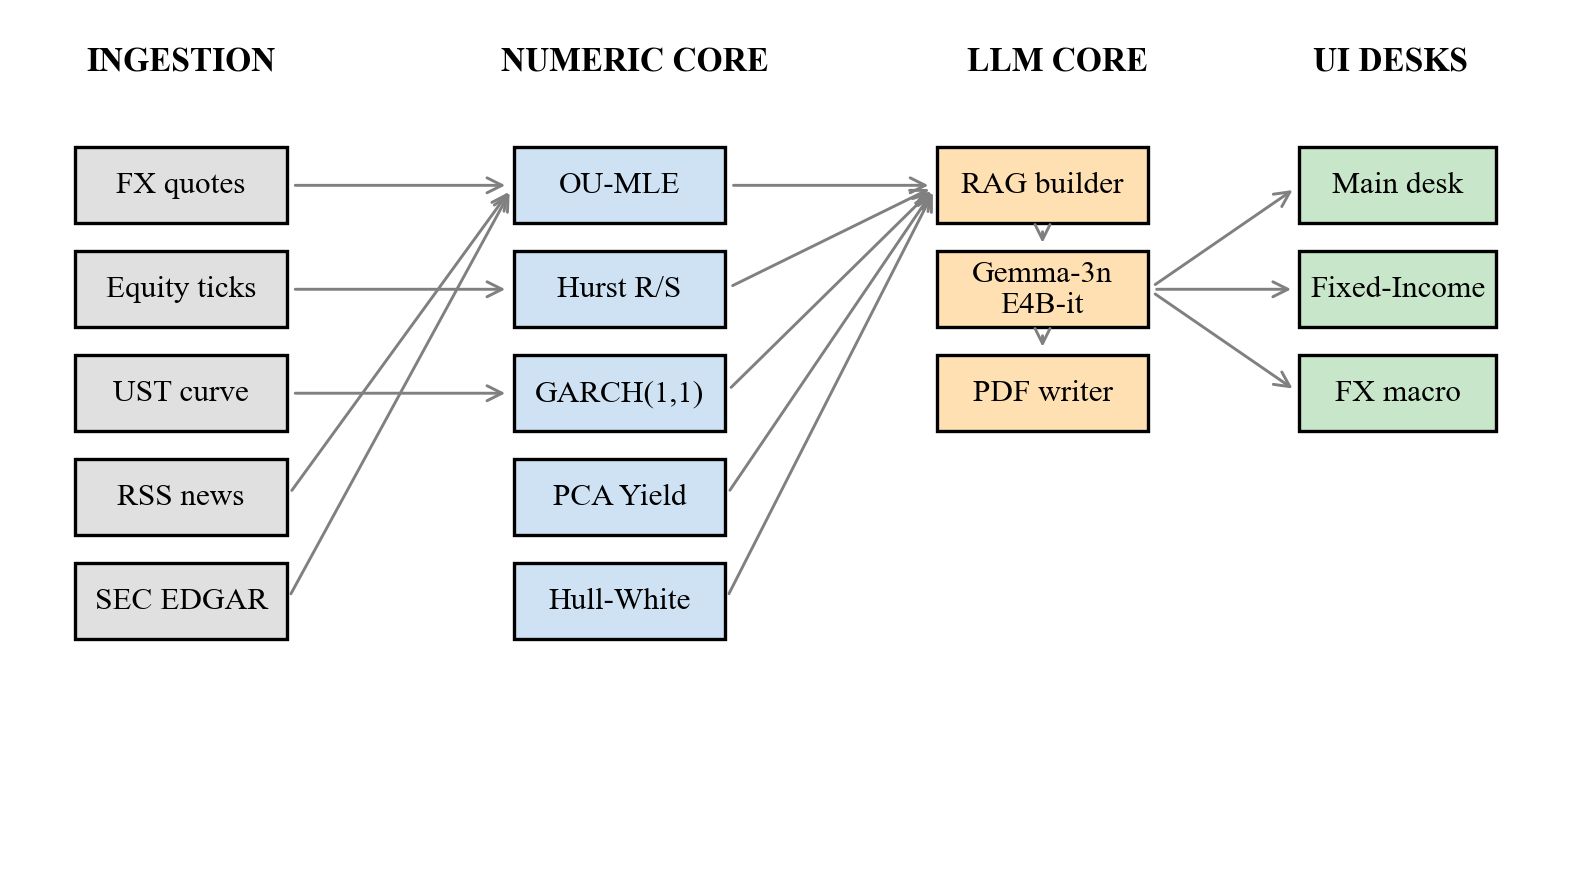 INGESTION
NUMERIC CORE
LLM CORE
UI DESKS
FX quotes
OU-MLE
RAG builder
Main desk
Equity ticks
Hurst R/S
Gemma-3n
E4B-it
Fixed-Income
UST curve
GARCH(1,1)
PDF writer
FX macro
RSS news
PCA Yield
SEC EDGAR
Hull-White